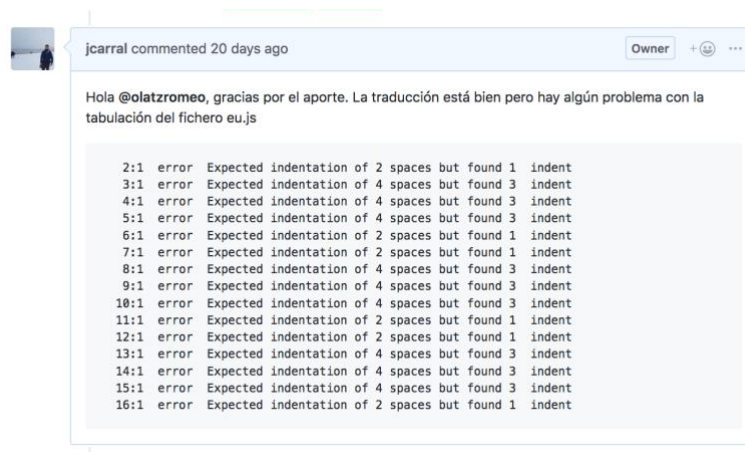 jcarral commented 20 days ago
Owner
Hola @olatzromeo, gracias por el aporte. La traducción está bien pero hay algún problema con la
tabulación del fichero eu.js
2:1 error Expected indentation of 2 spaces but found 1 indent
3:1 error Expected indentation of 4 spaces but found 3 indent
4:1 error Expected indentation of 4 spaces but found 3 indent
5:1 error Expected indentation of 4 spaces but found 3 indent
6:1 error Expected indentation of 2 spaces but found 1 indent
7:1 error Expected indentation of 2 spaces but found 1 indent
8:1 error Expected indentation of 4 spaces but found 3 indent
9:1 error Expected indentation of 4 spaces but found 3 indent
10:1 error Expected indentation of 4 spaces but found 3 indent
11:1 error Expected indentation of 2 spaces but found 1 indent
12:1 error Expected indentation of 2 spaces but found 1 indent
13:1 error Expected indentation of 4 spaces but found 3 indent
14:1 error Expected indentation of 4 spaces but found 3 indent
15:1 error Expected indentation of 4 spaces but found 3 indent
16:1 error Expected indentation of 2 spaces but found 1 indent